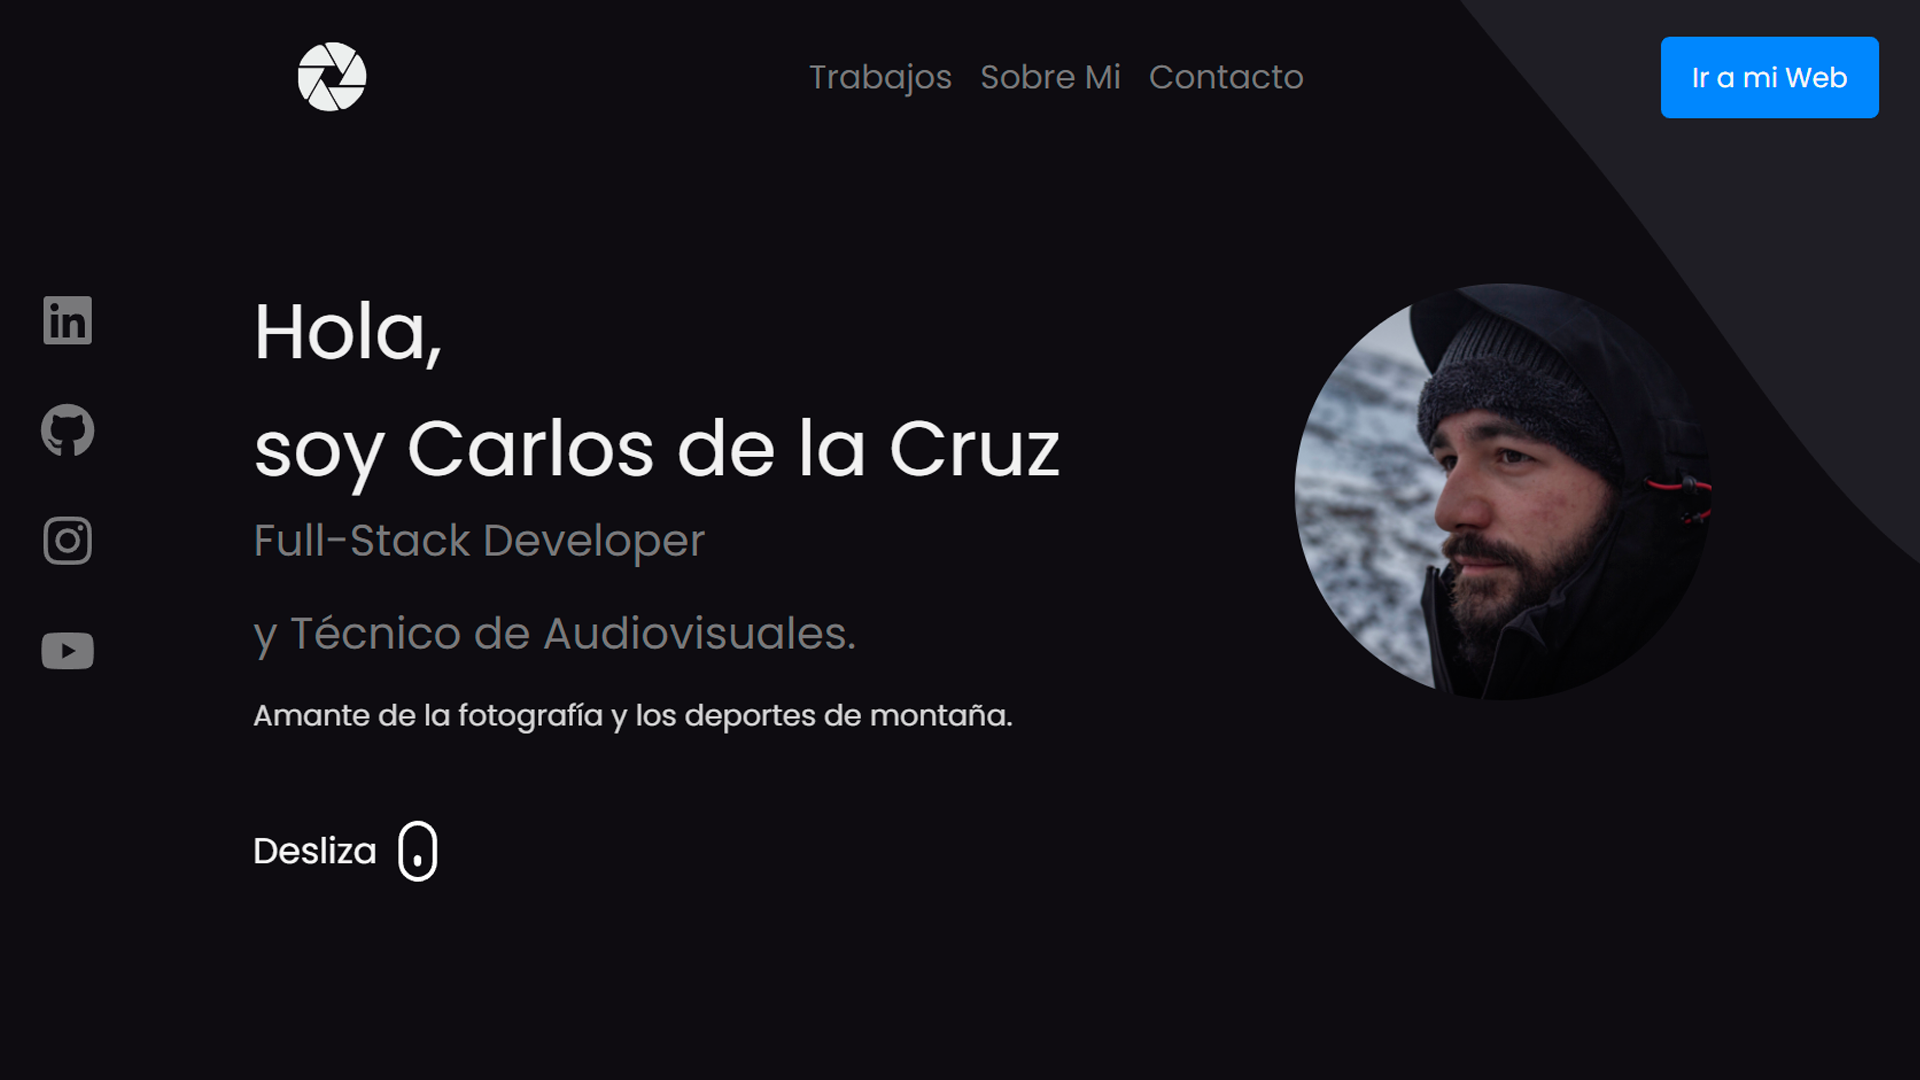 Trabajos Sobre Mi Contacto
Ir a mi Web
Hola,
soy Carlos de la Cruz
Full-Stack Developer
y Técnico de Audiovisuales.
Amante de la fotografía y los deportes de montaña.
Desliza